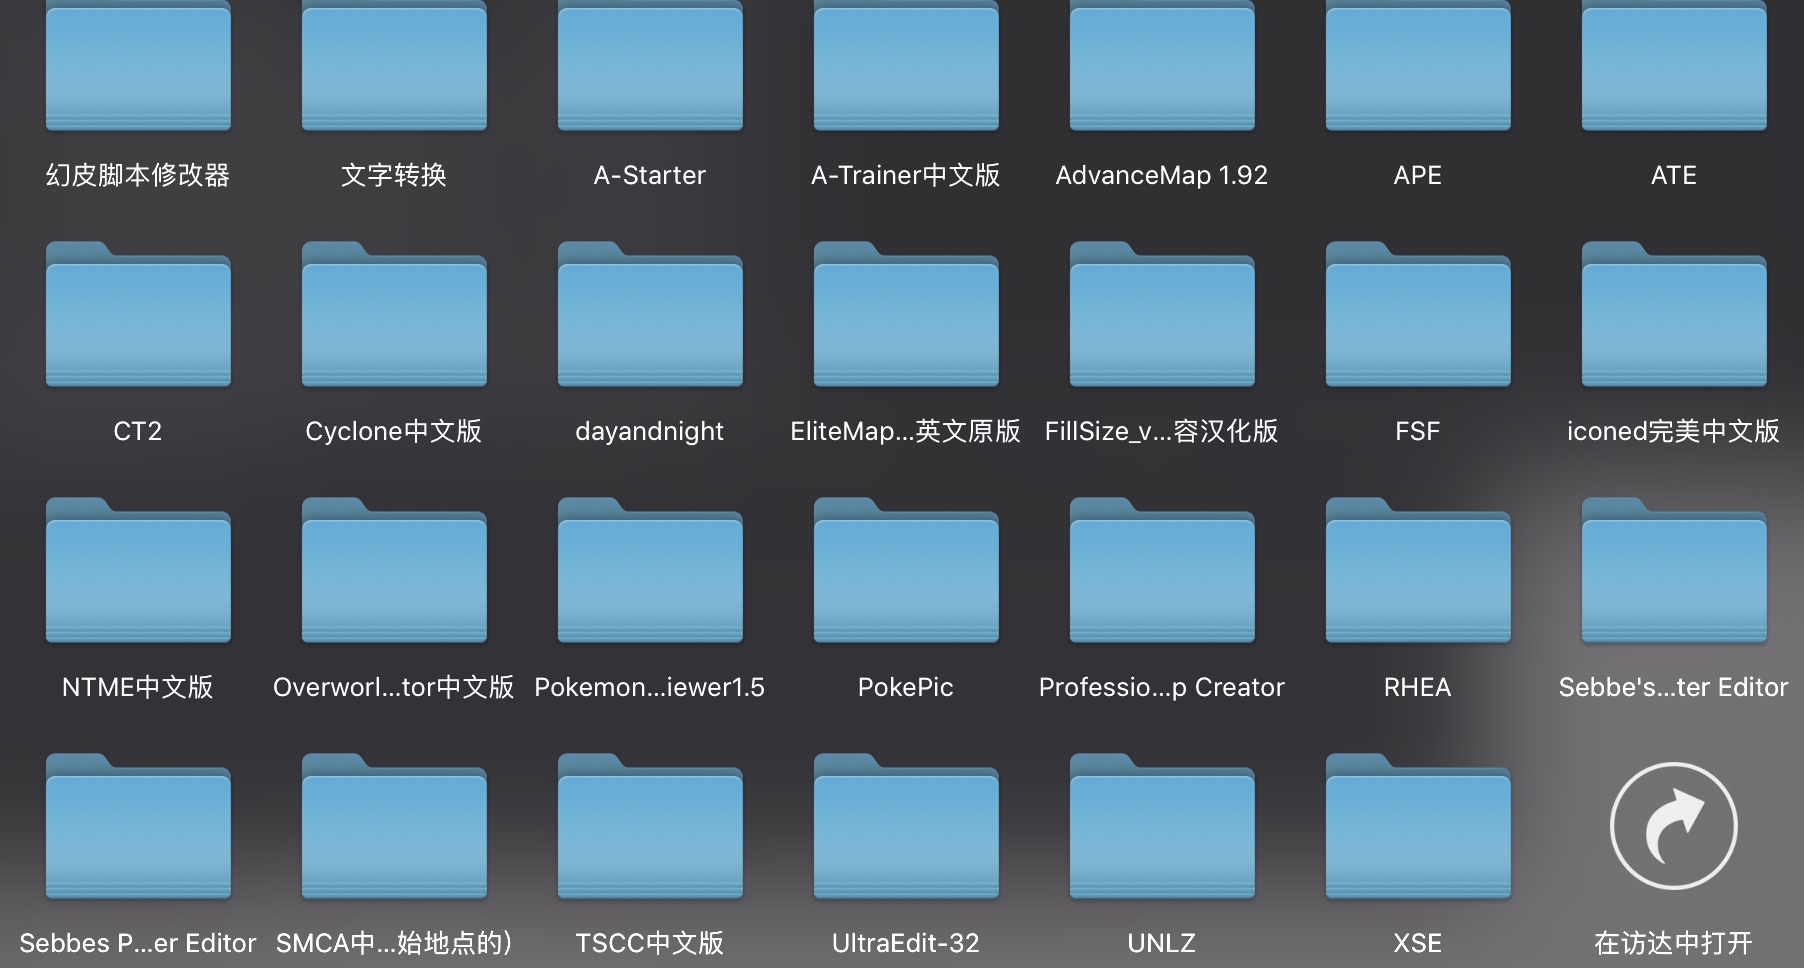 幻皮脚本修改器
文字转换
A-Starter
A-Trainer中文版
AdvanceMap 1.92
APE
ATE
CT2
Cyclone中文版
dayandnight
EliteMap...英文原版
FillSize_v...容汉化版
FSF
iconed完美中文版
NTME中文版
Overworl...tor中文版
Pokemon...iewer1.5
PokePic
Professio...p Creator
RHEA
Sebbe's...ter Editor
Sebbes P...er Editor
SMCA中...始地点的）
TSCC中文版
UltraEdit-32
UNLZ
XSE
在访达中打开